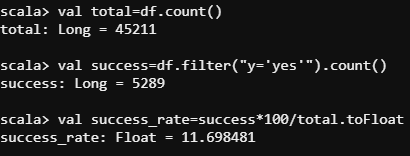 scala> val total=df.count()
total: Long = 45211
scala> val success=df.filter("y='yes'").count()
success: Long = 5289
scala> val success_rate=success*100/total.toFloat
success_rate: Float = 11.698481